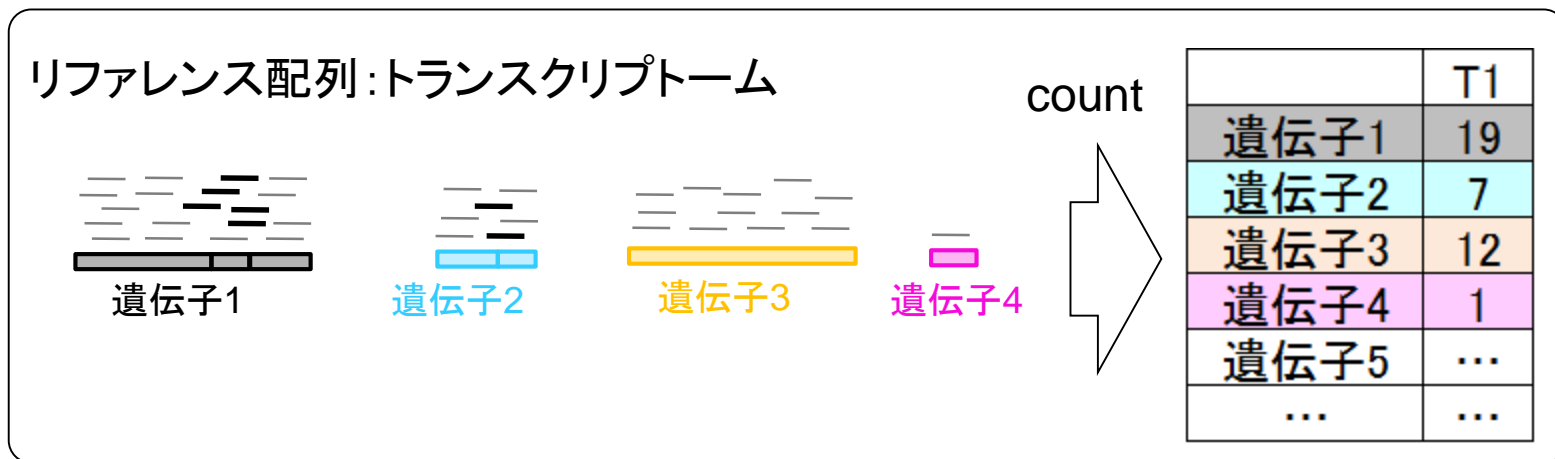 リファレンス配列:トランスクリプトーム
遺伝子1
遺伝子2
遺伝子3
遺伝子4
count
T1
遺伝子1 19
遺伝子2 7
遺伝子3 12
遺伝子4 1
遺伝子5 …
… …